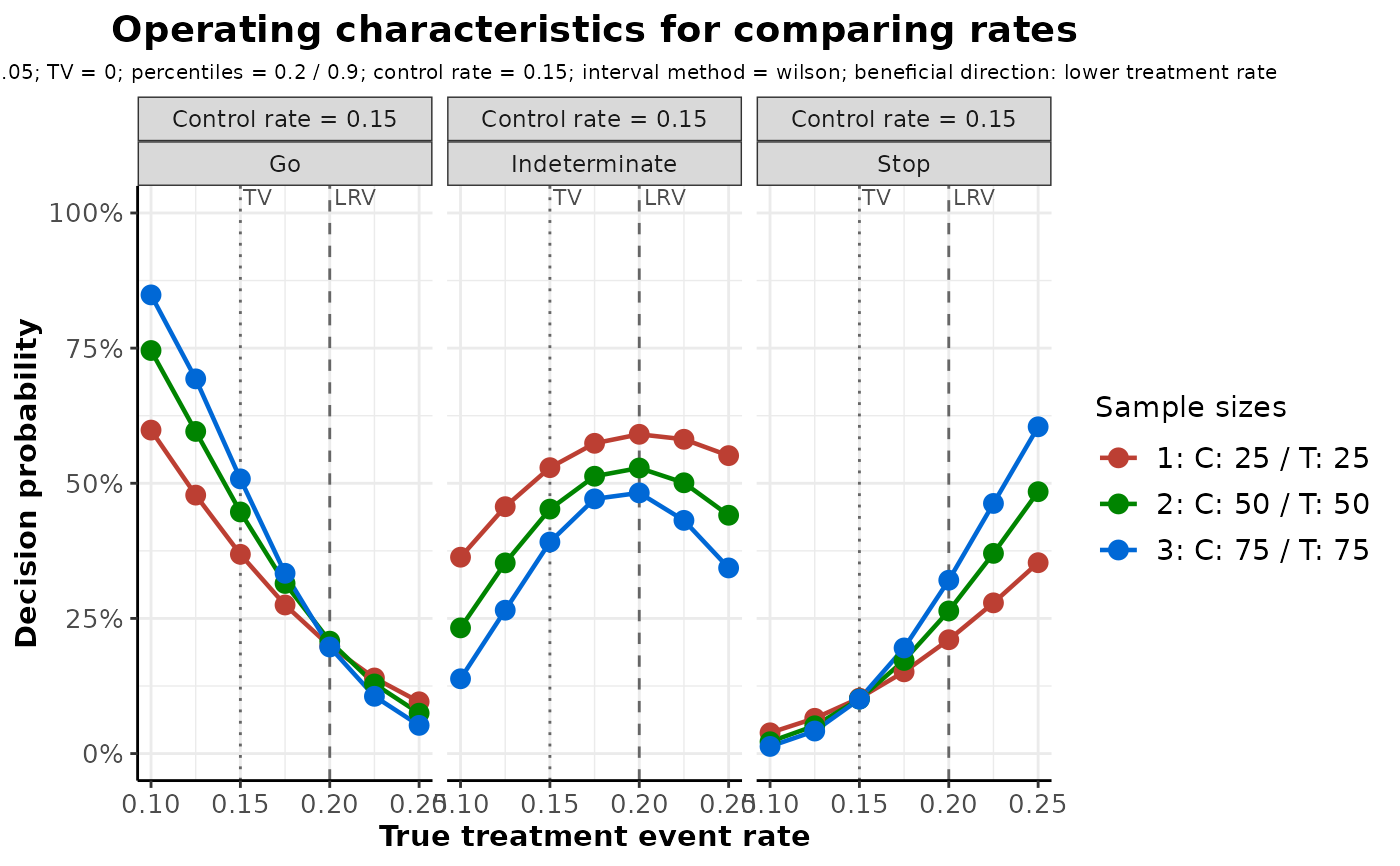 Operating characteristics for comparing rates
.05; TV = 0; percentiles = 0.2 / 0.9; control rate = 0.15; interval method = wilson; beneficial direction: lower treatment rate
Control rate = 0.15 Control rate = 0.15 Control rate = 0.15
Go Indeterminate Stop
TV LRV TV LRV TV LRV
100%
75%
50%
25%
0%
Decision probability
0.10 0.15 0.20 0.25 0.10 0.15 0.20 0.25 0.10 0.15 0.20 0.25
True treatment event rate
Sample sizes
1: C: 25 / T: 25
2: C: 50 / T: 50
3: C: 75 / T: 75